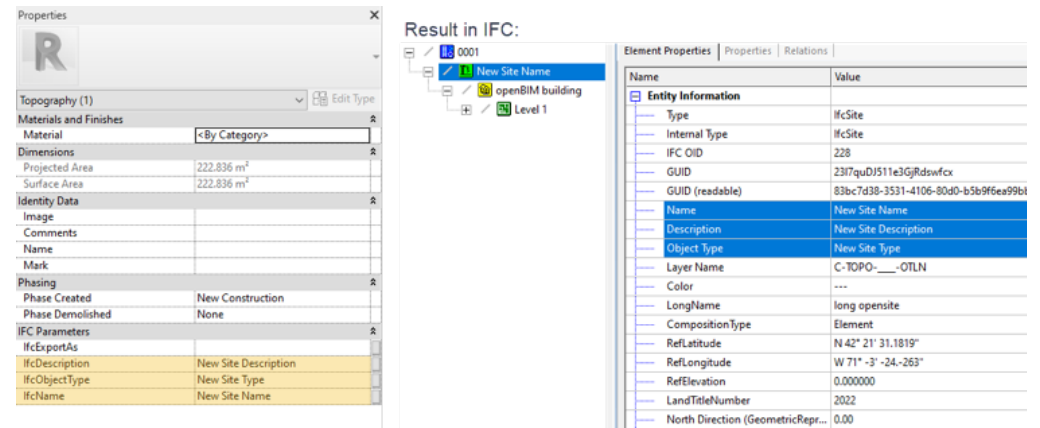 Properties
R
Topography (1)
Edit Type
Materials and Finishes
Material <By Category>
Dimensions
Projected Area 222.836 m²
Surface Area 222.836 m²
Identity Data
Image
Comments
Name
Mark
Phasing
Phase Created New Construction
Phase Demolished None
IFC Parameters
IfcExportAs
IfcDescription New Site Description
IfcObjectType New Site Type
IfcName New Site Name
Result in IFC:
0001
New Site Name
openBIM building
Level 1
Element Properties Properties Relations
Name Value
Entity Information
Type IfcSite
Internal Type IfcSite
IFC OID 228
GUID 23I7quDJ511e3GjRdswfcx
GUID (readable) 83bc7d38-3531-4106-80d0-b5b9f6ea99bb
Name New Site Name
Description New Site Description
Object Type New Site Type
Layer Name C-TOPO-___-OTLN
Color ---
LongName long opensite
CompositionType Element
RefLatitude N 42° 21' 31.1819"
RefLongitude W 71° -3' -24.-263"
RefElevation 0.000000
LandTitleNumber 2022
North Direction (GeometricRepr... 0.00